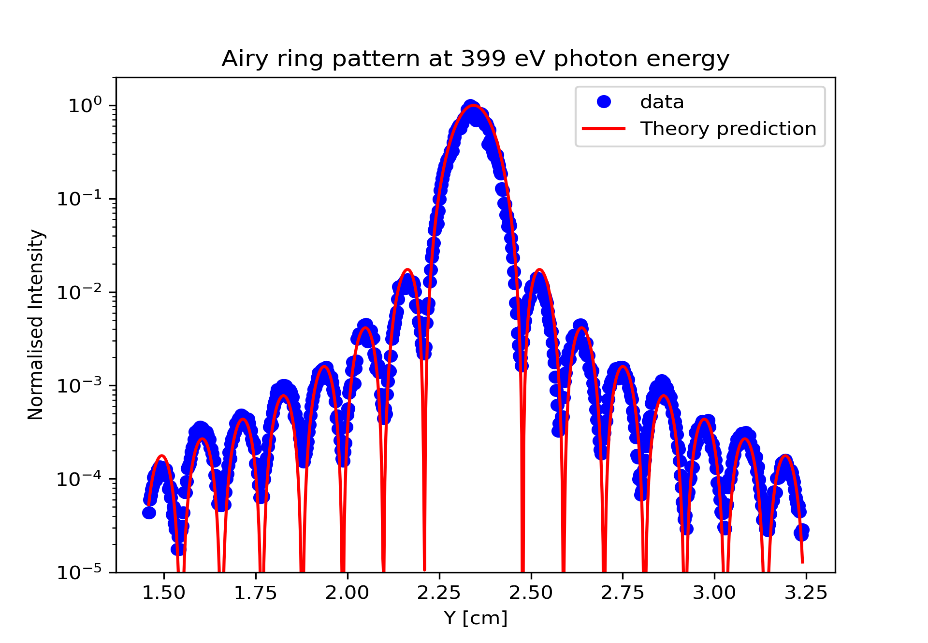 Airy ring pattern at 399 eV photon energy
data
Theory prediction
Normalised Intensity
10⁰
10⁻¹
10⁻²
10⁻³
10⁻⁴
10⁻⁵
1.50 1.75 2.00 2.25 2.50 2.75 3.00 3.25
Y [cm]